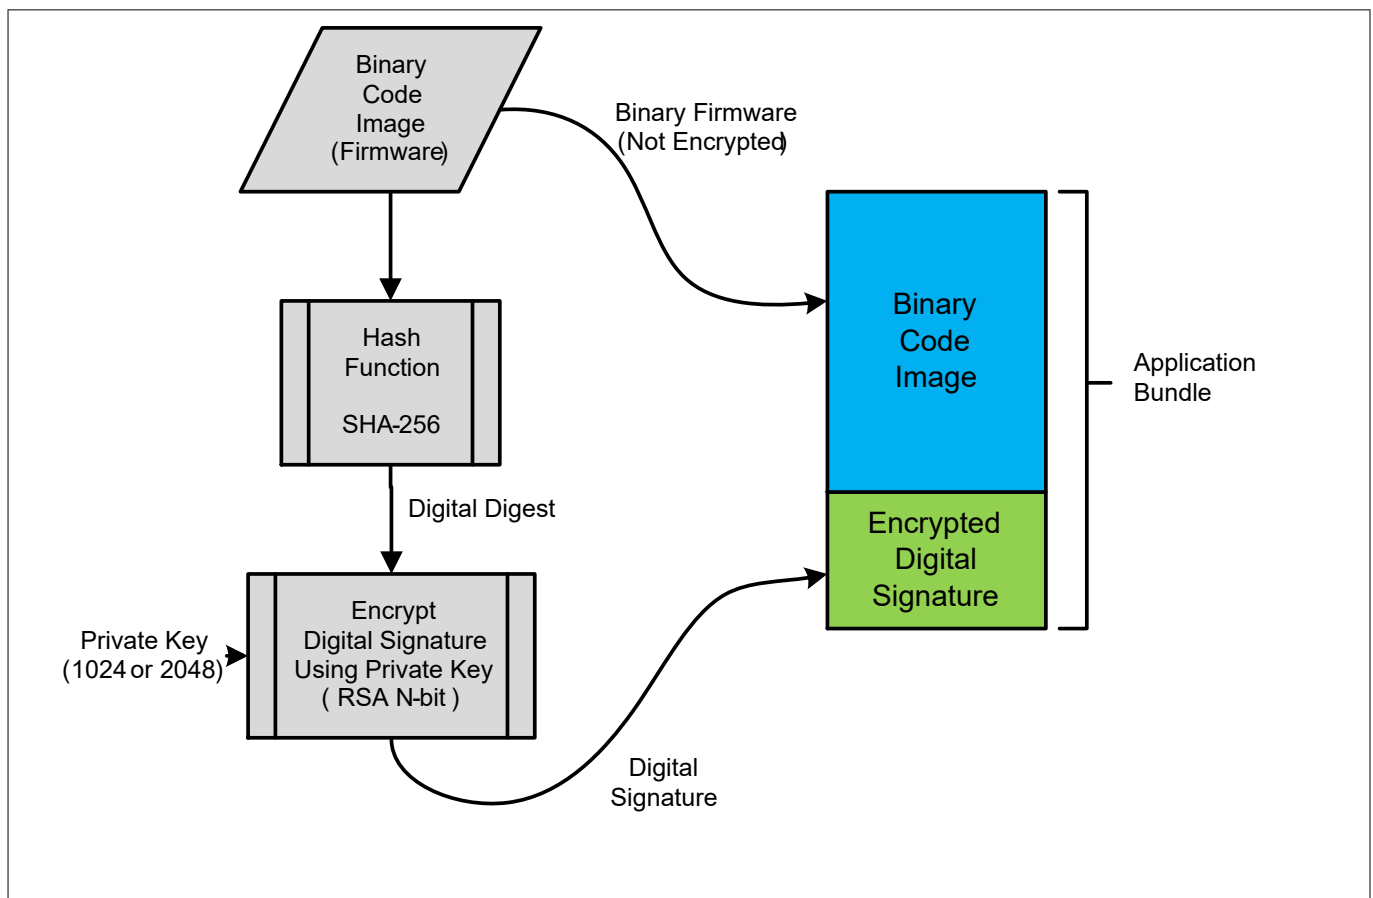 Binary
Code
Image
(Firmware)
Binary Firmware
(Not Encrypted)
Hash
Function
SHA-256
Digital Digest
Encrypt
Digital Signature
Using Private Key
( RSA N-bit )
Private Key
(1024 or 2048)
Digital
Signature
Binary
Code
Image
Encrypted
Digital
Signature
Application
Bundle